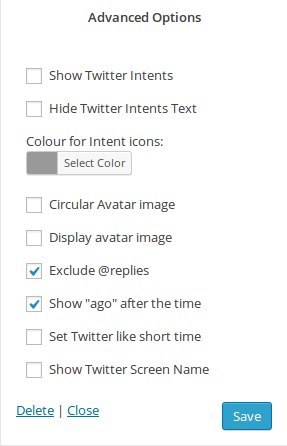 Advanced Options
Show Twitter Intents
Hide Twitter Intents Text
Colour for Intent icons:
Select Color
Circular Avatar image
Display avatar image
Exclude @replies
Show "ago" after the time
Set Twitter like short time
Show Twitter Screen Name
Delete | Close
Save